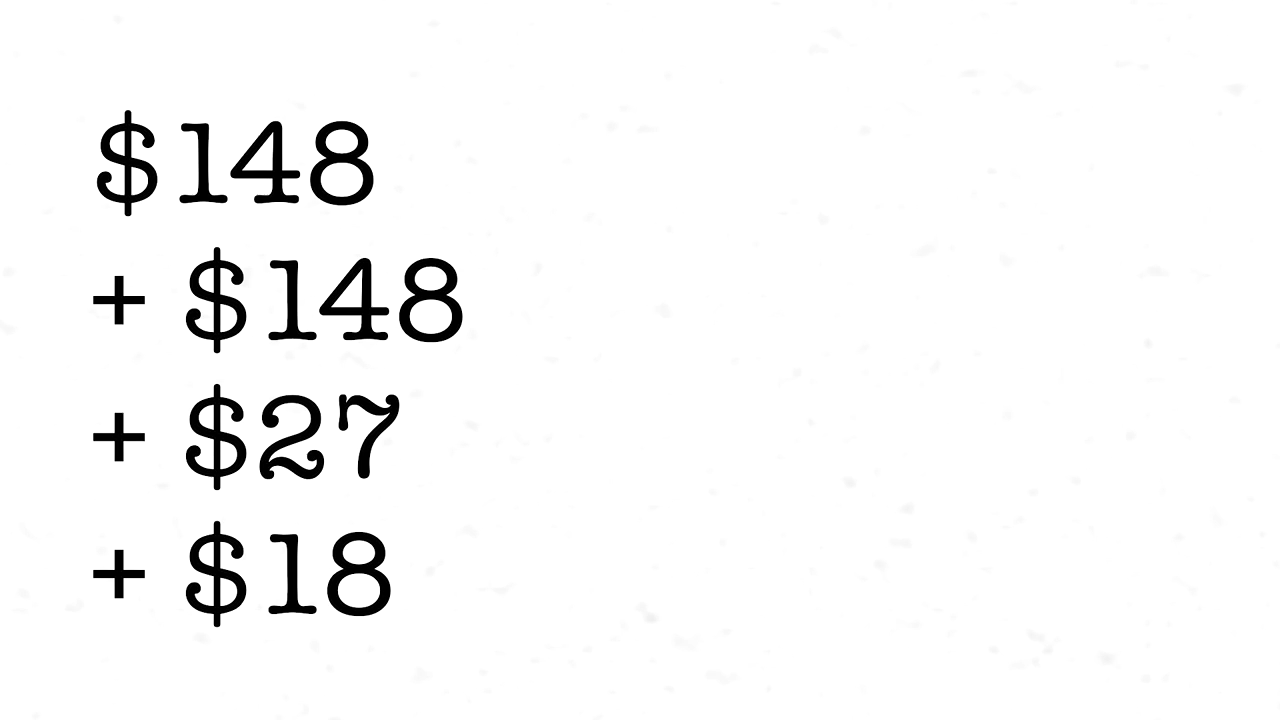 $148
+ $148
+ $27
+ $18